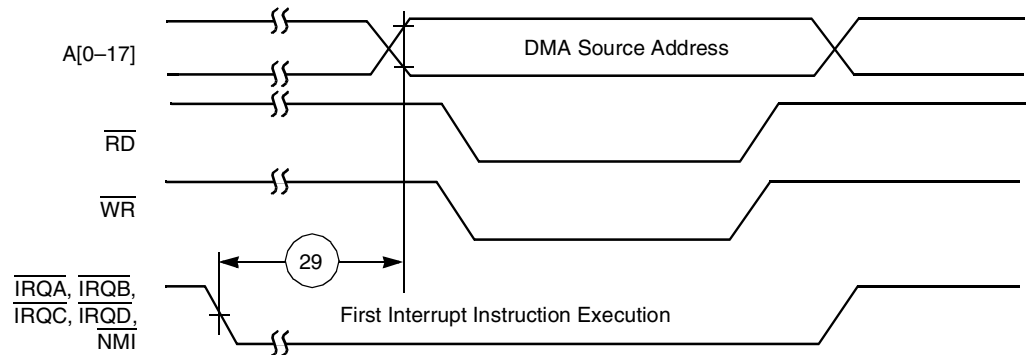 A[0–17]
DMA Source Address
RD
WR
29
IRQA, IRQB,
IRQC, IRQD,
NMI
First Interrupt Instruction Execution